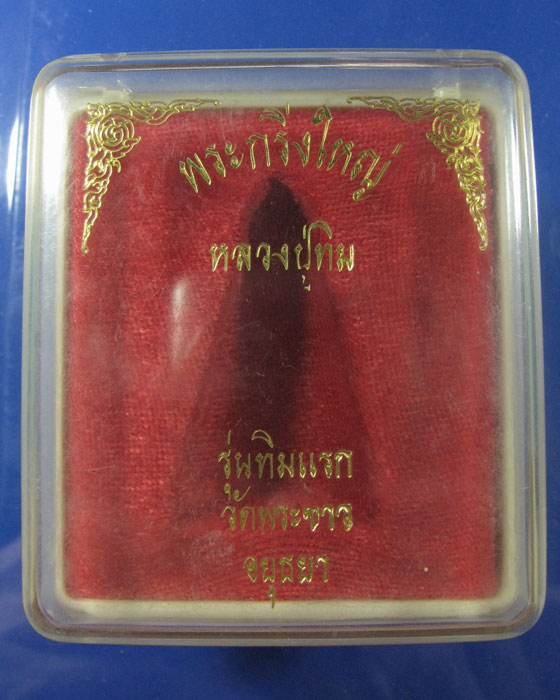 พระกริ่งใหญ่
หลวงปู่ทิม
รุ่นทิมแรก
วัดพระขาว
อยุธยา